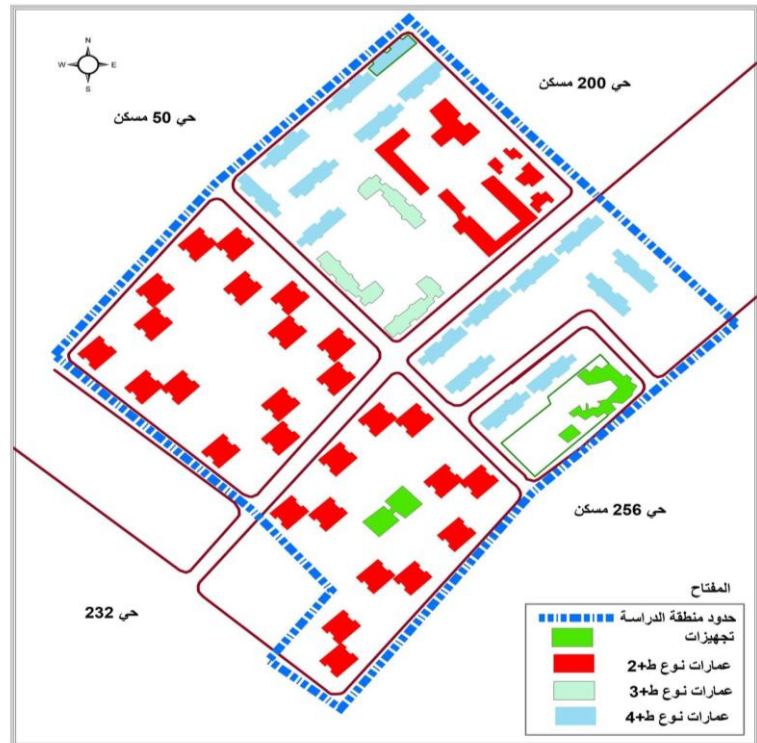 N
W E
S
حي 200 مسكن
حي 50 مسكن
حي 256 مسكن
حي 232
المفتاح
حدود منطقة الدراسة
تجهيزات
عمارات نوع ط+2
عمارات نوع ط+3
عمارات نوع ط+4